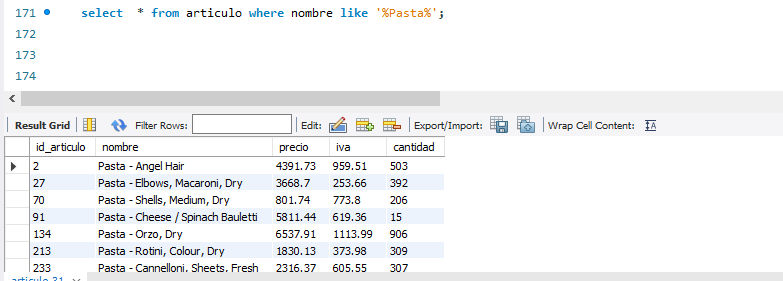 171 select * from articulo where nombre like '%Pasta%';
172
173
174
Result Grid Filter Rows: Edit: Export/Import: Wrap Cell Content:
id_articulo nombre precio iva cantidad
2 Pasta - Angel Hair 4391.73 959.51 503
27 Pasta - Elbows, Macaroni, Dry 3668.7 253.66 392
70 Pasta - Shells, Medium, Dry 801.74 773.8 206
91 Pasta - Cheese / Spinach Bauletti 5811.44 619.36 15
134 Pasta - Orzo, Dry 6537.91 1113.99 906
213 Pasta - Rotini, Colour, Dry 1830.13 373.98 309
233 Pasta - Cannelloni, Sheets, Fresh 2316.37 605.55 307
articulo 31